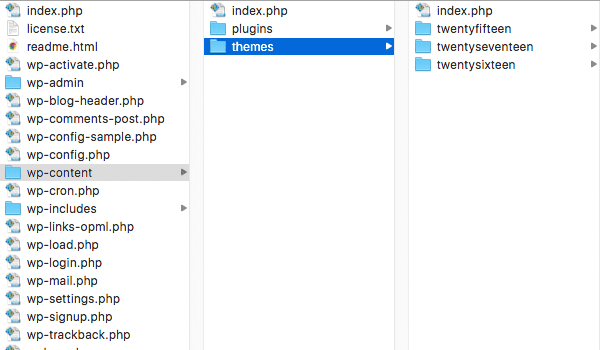 index.php
license.txt
readme.html
wp-activate.php
wp-admin
wp-blog-header.php
wp-comments-post.php
wp-config-sample.php
wp-config.php
wp-content
wp-cron.php
wp-includes
wp-links-opml.php
wp-load.php
wp-login.php
wp-mail.php
wp-settings.php
wp-signup.php
wp-trackback.php
index.php
plugins
themes
index.php
twentyfifteen
twentyseventeen
twentysixteen